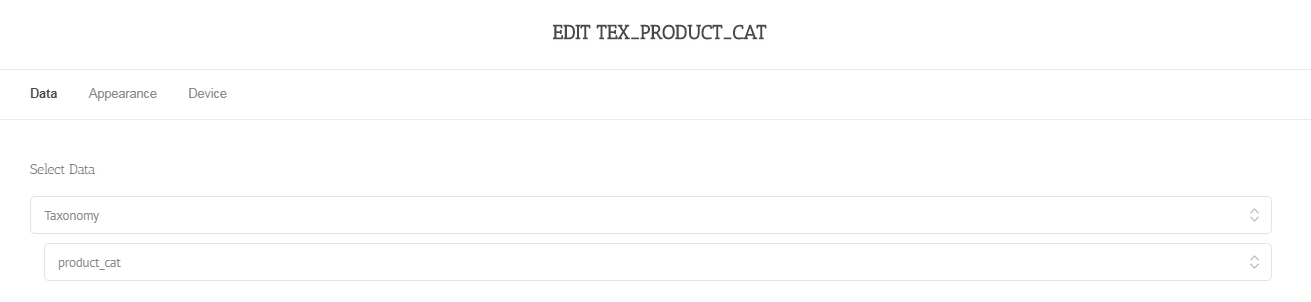 EDIT TEX_PRODUCT_CAT
Data Appearance Device
Select Data
Taxonomy
product_cat